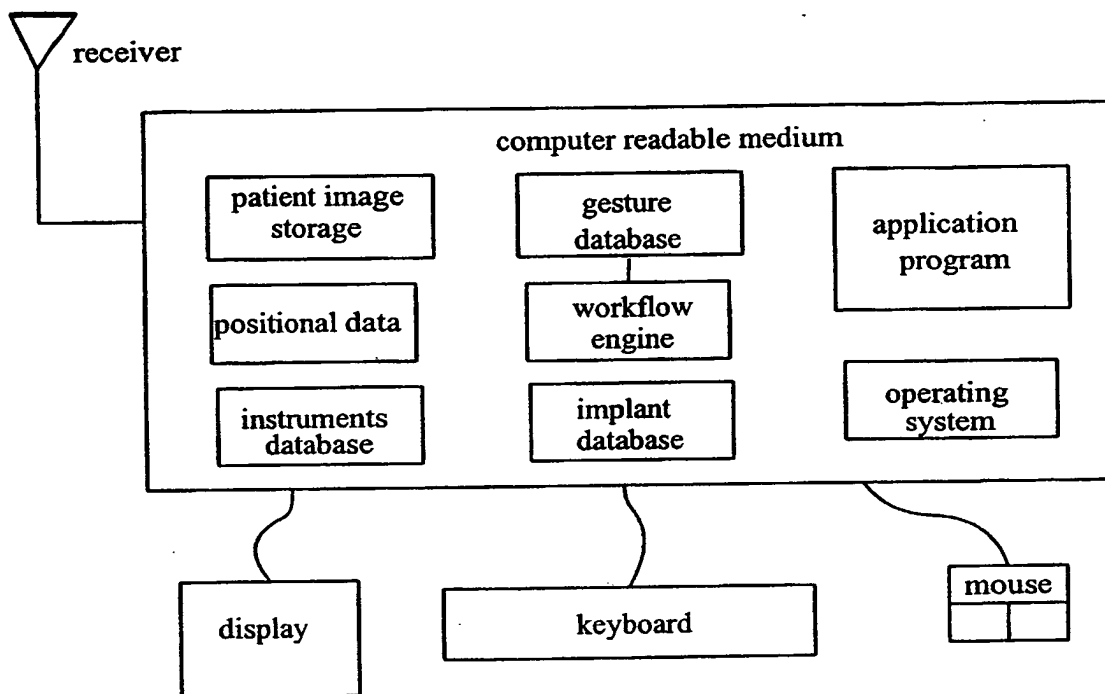 receiver
computer readable medium
patient image
storage
gesture
database
application
program
positional data
workflow
engine
instruments
database
implant
database
operating
system
display
keyboard
mouse